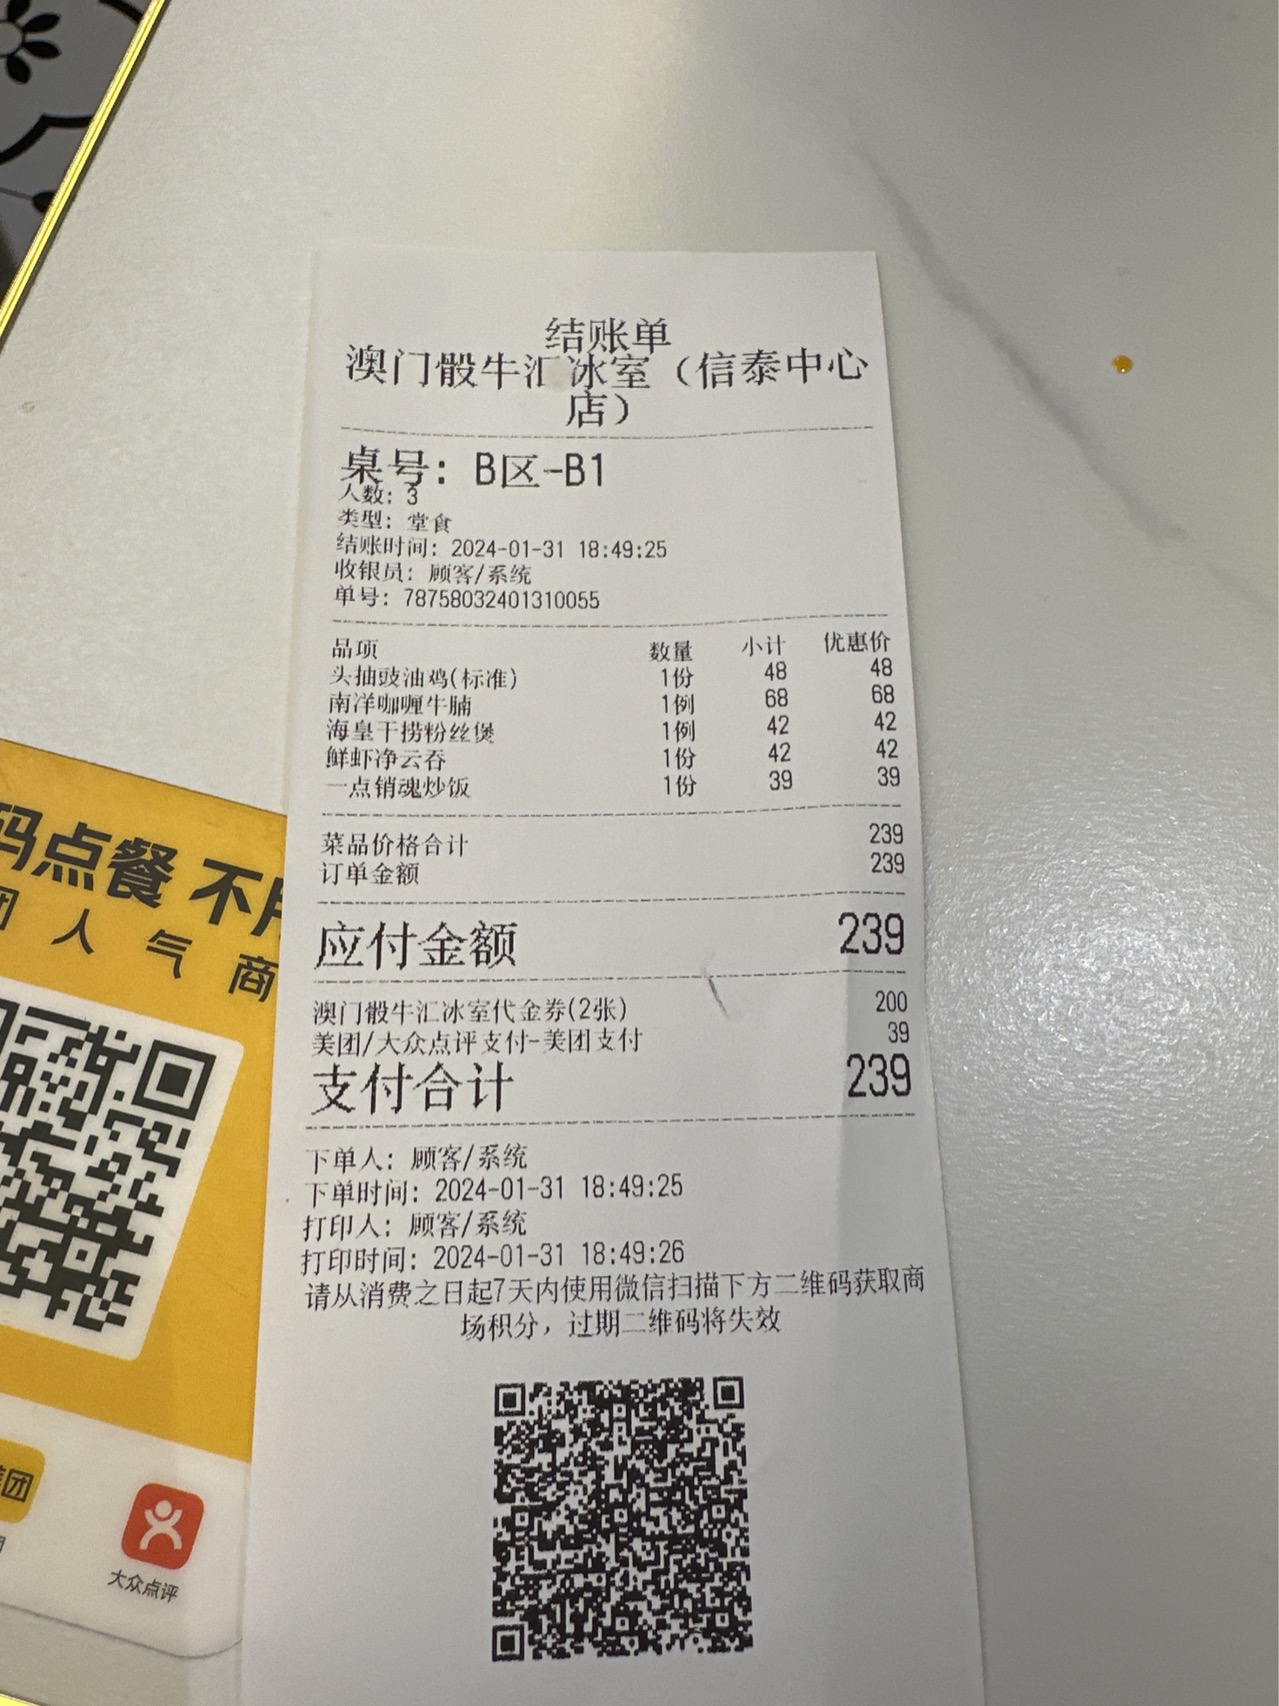 结账单
澳门骰牛汇冰室（信泰中心
店）
桌号：B区-B1
人数：3
类型：堂食
结账时间：2024-01-31 18:49:25
收银员：顾客/系统
单号：78758032401310055
品项 数量 小计 优惠价
头抽豉油鸡(标准) 1份 48 48
南洋咖喱牛腩 1例 68 68
海皇干捞粉丝煲 1例 42 42
鲜虾净云吞 1份 42 42
一点销魂炒饭 1份 39 39
菜品价格合计 239
订单金额 239
应付金额 239
澳门骰牛汇冰室代金券(2张) 200
美团/大众点评支付-美团支付 39
支付合计 239
下单人：顾客/系统
下单时间：2024-01-31 18:49:25
打印人：顾客/系统
打印时间：2024-01-31 18:49:26
请从消费之日起7天内使用微信扫描下方二维码获取商
场积分，过期二维码将失效
码点餐 不用
团人气商
美团
大众点评